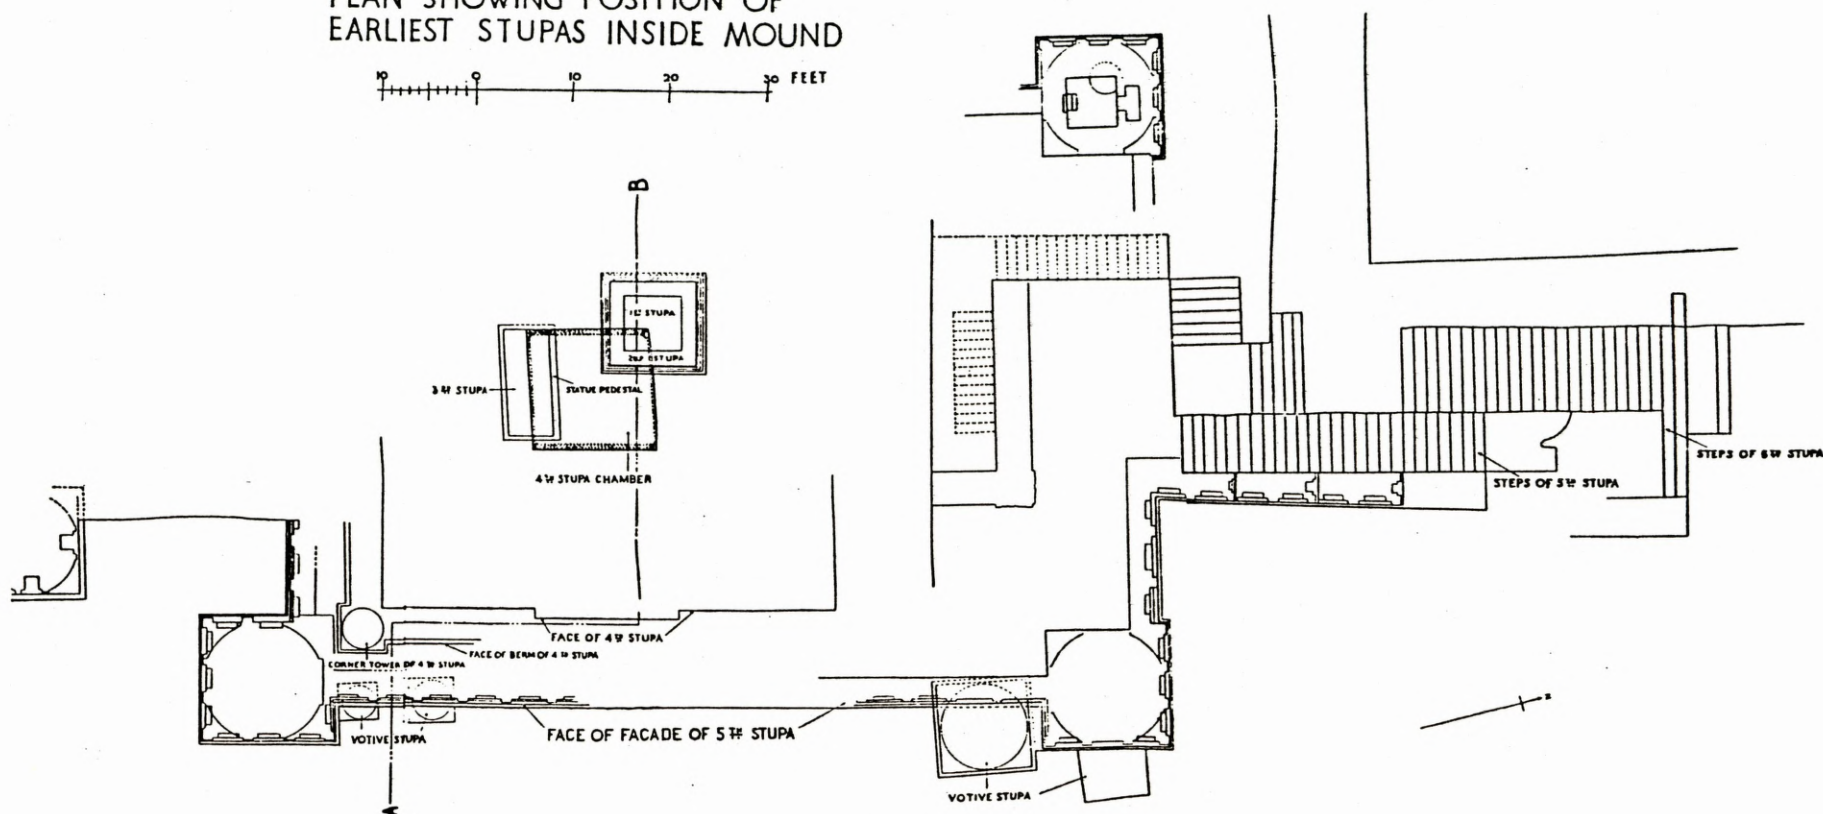 PLAN SHOWING POSITION OF
EARLIEST STUPAS INSIDE MOUND
10 0 10 20 30 FEET
B
1ST STUPA
2ND STUPA
3RD STUPA
STATUE PEDESTAL
4TH STUPA CHAMBER
STEPS OF 6TH STUPA
STEPS OF 5TH STUPA
FACE OF 4TH STUPA
FACE OF BERM OF 4TH STUPA
CORNER TOWER OF 4TH STUPA
N
VOTIVE STUPA
FACE OF FACADE OF 5TH STUPA
VOTIVE STUPA
A